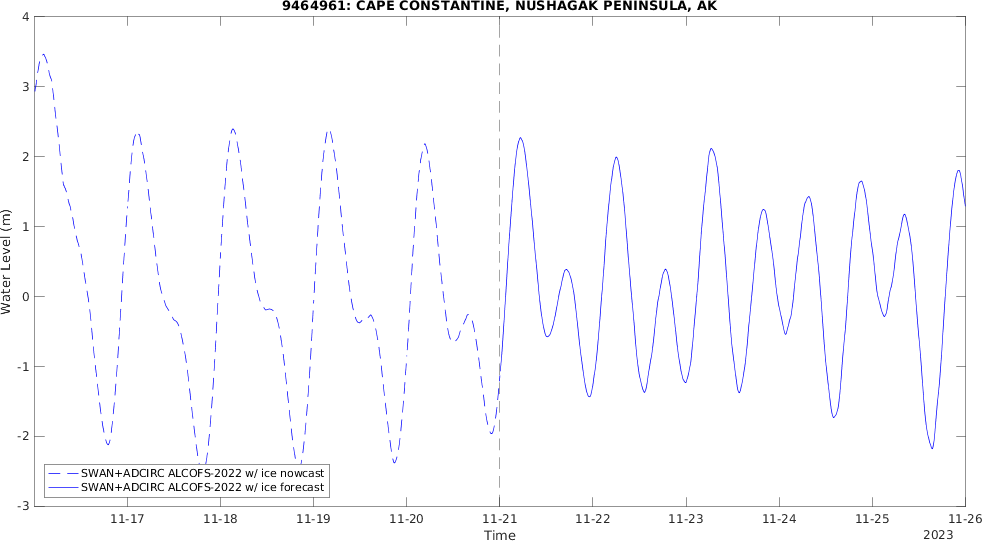 9464961: CAPE CONSTANTINE, NUSHAGAK PENINSULA, AK
4
3
2
1
0
-1
-2
-3
Water Level (m)
SWAN+ADCIRC ALCOFS-2022 w/ ice nowcast
SWAN+ADCIRC ALCOFS-2022 w/ ice forecast
11-17 11-18 11-19 11-20 11-21 11-22 11-23 11-24 11-25 11-26
Time
2023